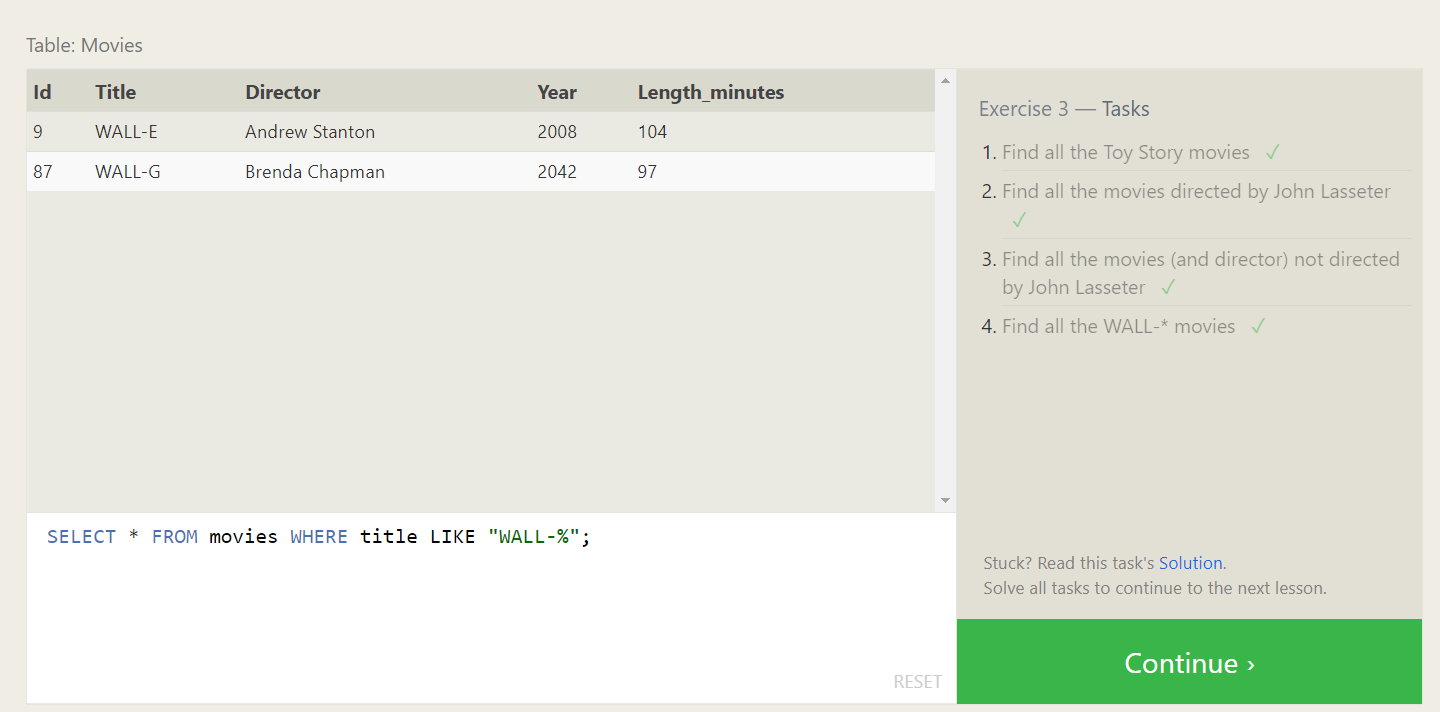 Table: Movies
Id Title Director Year Length_minutes
9 WALL-E Andrew Stanton 2008 104
87 WALL-G Brenda Chapman 2042 97
SELECT * FROM movies WHERE title LIKE "WALL-%";
RESET
Exercise 3 — Tasks
1. Find all the Toy Story movies ✓
2. Find all the movies directed by John Lasseter
✓
3. Find all the movies (and director) not directed
by John Lasseter ✓
4. Find all the WALL-* movies ✓
Stuck? Read this task's Solution.
Solve all tasks to continue to the next lesson.
Continue ›